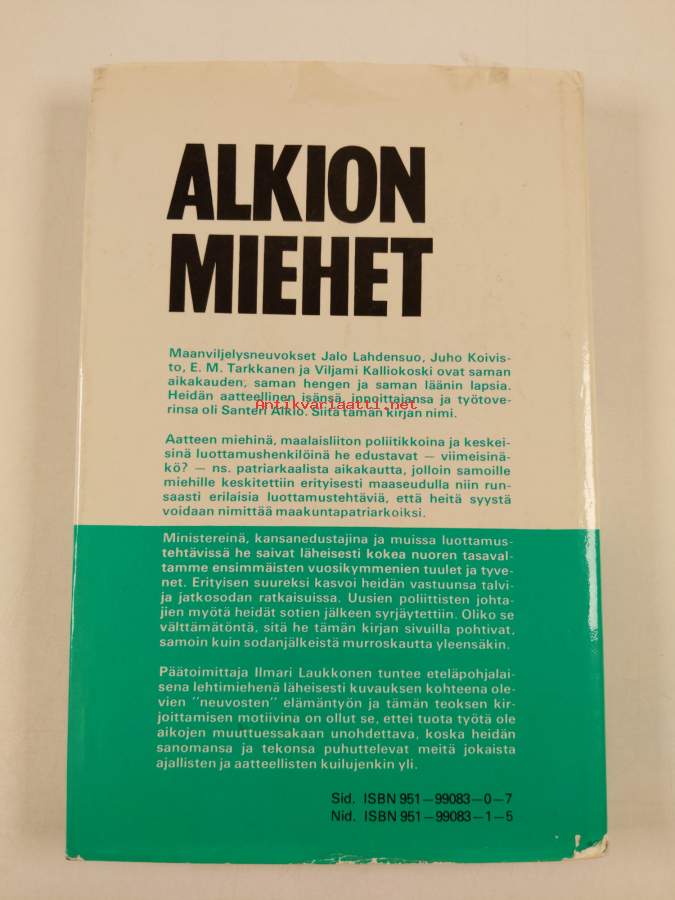 ALKION
MIEHET
Maanviljelysneuvokset Jalo Lahdensuo, Juho Koivis-
to, E. M. Tarkkanen ja Viljami Kalliokoski ovat saman
aikakauden, saman hengen ja saman läänin lapsia.
Heidän aatteellinen isänsä, innoittajansa ja työtove-
Antikvariaatti.net
rinsa oli Santeri Alkio. Siitä tämän kirjan nimi.
Aatteen miehinä, maalaisliiton poliitikkoina ja keskei-
sinä luottamushenkilöinä he edustavat — viimeisinä-
kö? — ns. patriarkaalista aikakautta, jolloin samoille
miehille keskitettiin erityisesti maaseudulla niin run-
saasti erilaisia luottamustehtäviä, että heitä syystä
voidaan nimittää maakuntapatriarkoiksi.
Ministereinä, kansanedustajina ja muissa luottamus-
tehtävissä he saivat läheisesti kokea nuoren tasaval-
tamme ensimmäisten vuosikymmenien tuulet ja tyve-
net. Erityisen suureksi kasvoi heidän vastuunsa talvi-
ja jatkosodan ratkaisuissa. Uusien poliittisten johta-
jien myötä heidät sotien jälkeen syrjäytettiin. Oliko se
välttämätöntä, sitä he tämän kirjan sivuilla pohtivat,
samoin kuin sodanjälkeistä murroskautta yleensäkin.
Päätoimittaja Ilmari Laukkonen tuntee eteläpohjalai-
sena lehtimiehenä läheisesti kuvauksen kohteena ole-
vien ''neuvosten'' elämäntyön ja tämän teoksen kir-
joittamisen motiivina on ollut se, ettei tuota työtä ole
aikojen muuttuessakaan unohdettava, koska heidän
sanomansa ja tekonsa puhuttelevat meitä jokaista
ajallisten ja aatteellisten kuilujenkin yli.
Sid. ISBN 951—99083—0—7
Nid. ISBN 951—99083—1—5